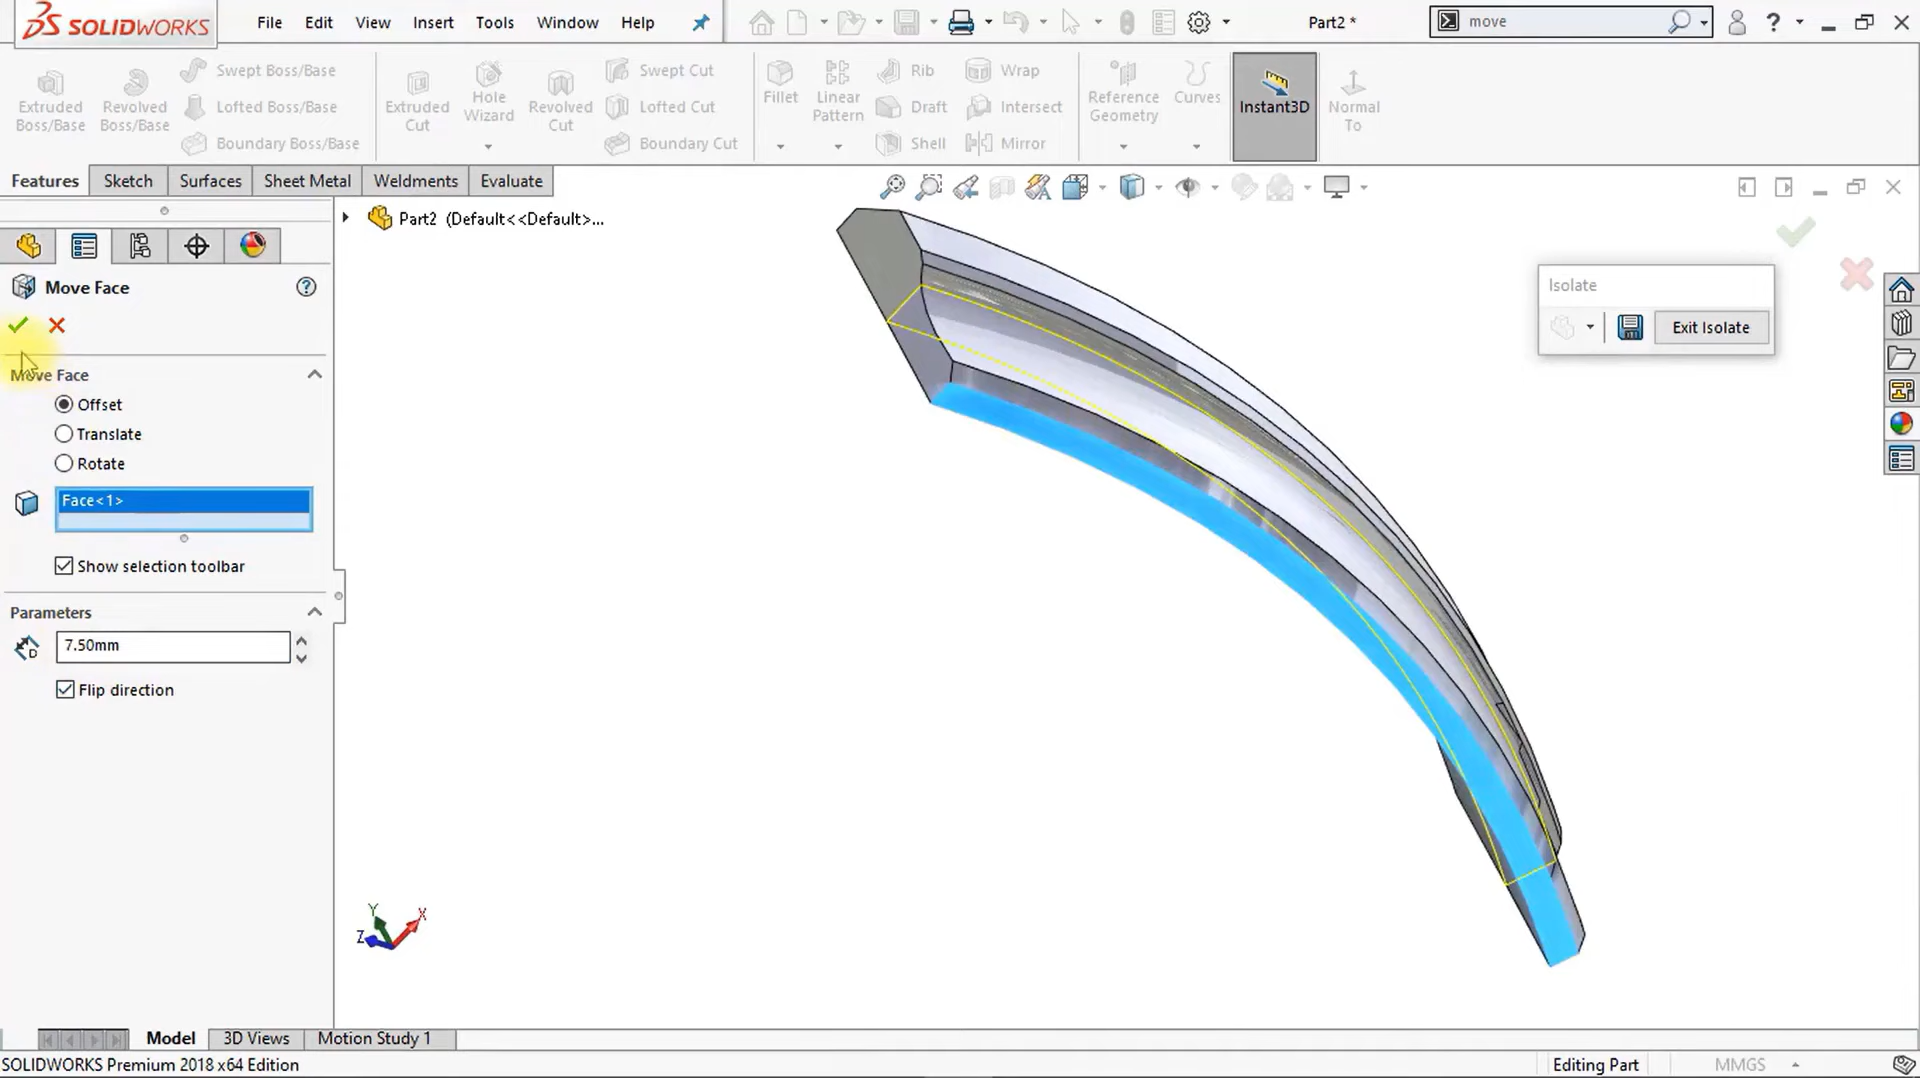 SOLIDWORKS File Edit View Insert Tools Window Help Part2 * move ?
Extruded Boss/Base
Revolved Boss/Base
Swept Boss/Base
Lofted Boss/Base
Boundary Boss/Base
Extruded Cut
Hole Wizard
Revolved Cut
Swept Cut
Lofted Cut
Boundary Cut
Fillet
Linear Pattern
Rib
Draft
Shell
Wrap
Intersect
Mirror
Reference Geometry
Curves
Instant3D
Normal To
Features Sketch Surfaces Sheet Metal Weldments Evaluate
Part2 (Default<<Default>...
Move Face
?
Move Face
Offset
Translate
Rotate
Face<1>
Show selection toolbar
Parameters
D
7.50mm
Flip direction
Isolate
Exit Isolate
Y
X
Z
Model 3D Views Motion Study 1
SOLIDWORKS Premium 2018 x64 Edition Editing Part MMGS